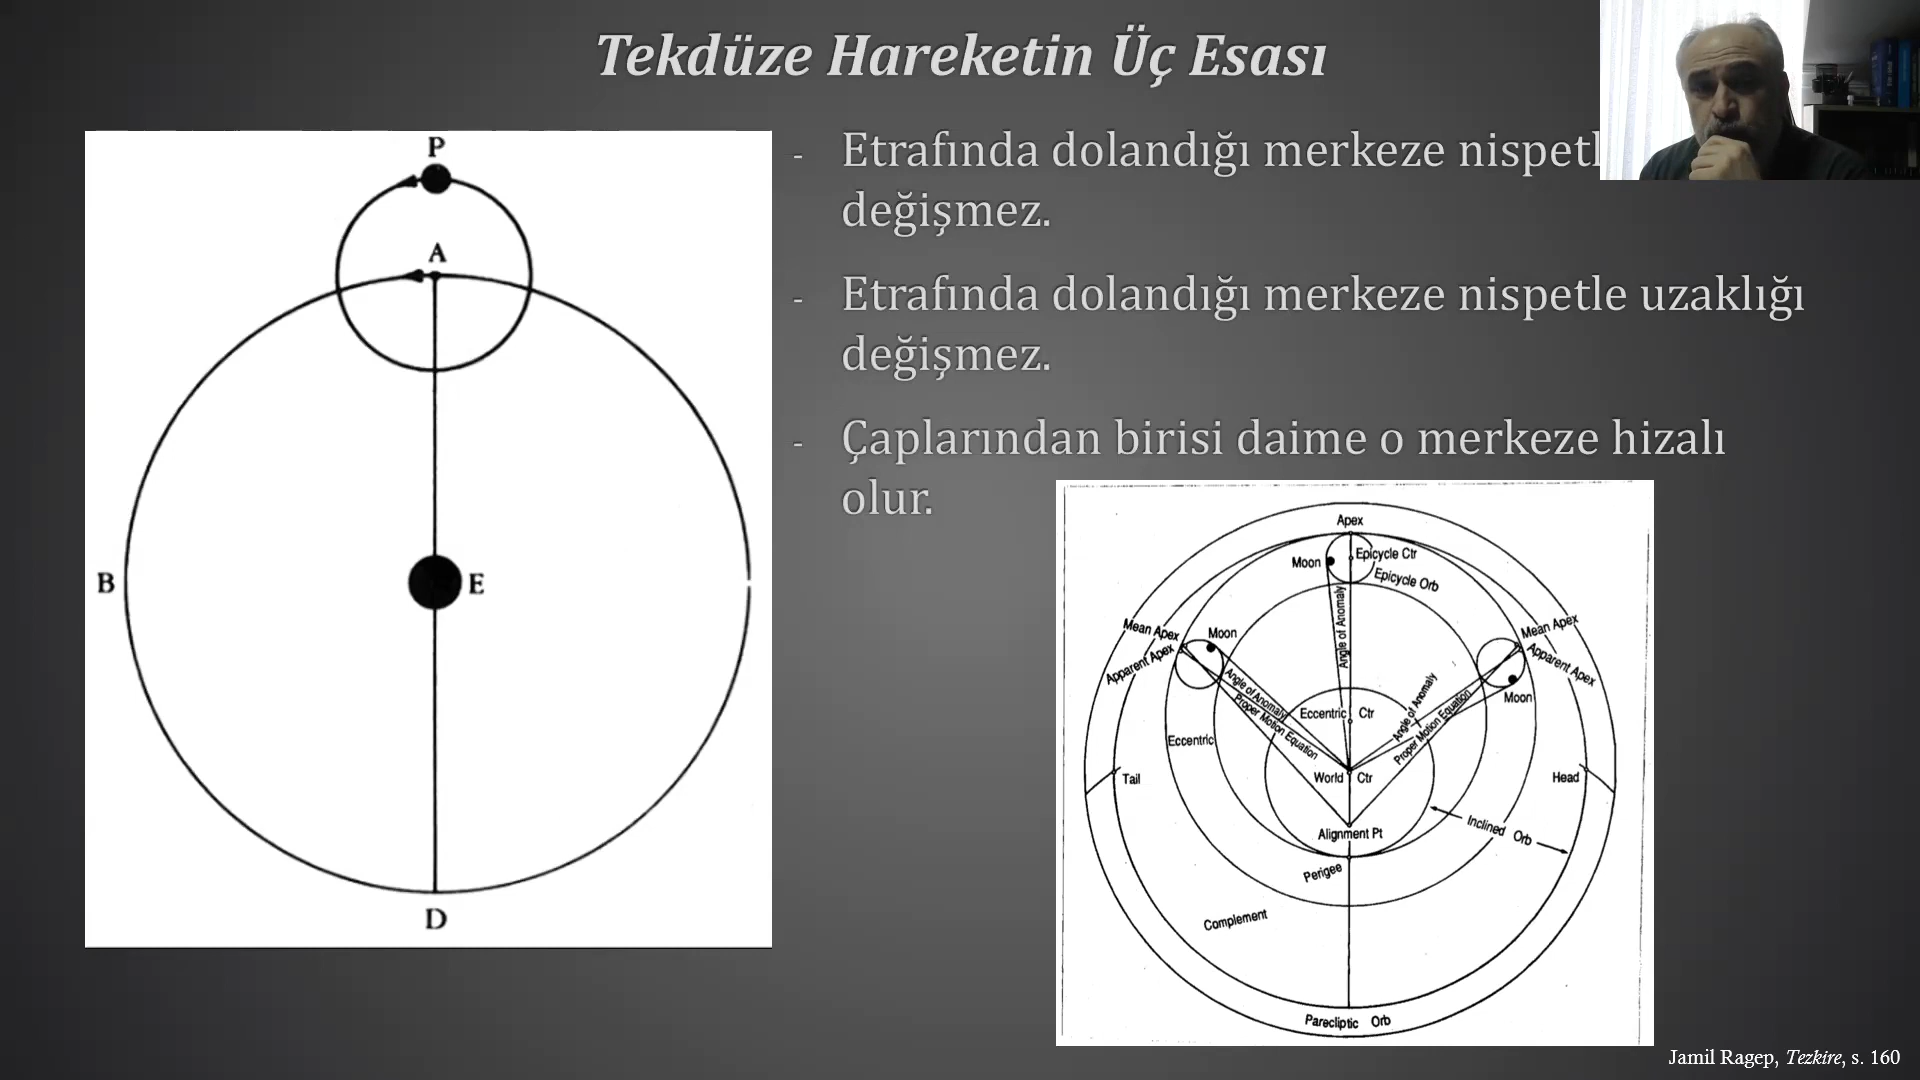 Tekdüze Hareketin Üç Esası
- Etrafında dolandığı merkeze
değişmez.
- Etrafında dolandığı merkeze nispetle uzaklığı
değişmez.
- Çaplarından birisi daime o merkeze hizalı
olur.
P
A
B
E
D
Apex
Epicycle Ctr
Moon
Epicycle Orb
Angle of Anomaly
Mean Apex
Moon
Apparent Apex
Mean Apex
Apparent Apex
Moon
Angle of Anomaly
Proper Motion Equation
Angle of Anomaly
Proper Motion Equation
Eccentric Ctr
Eccentric
World Ctr
Tail
Head
Inclined Orb
Alignment Pt
Perigee
Complement
Parecliptic Orb
Jamil Ragep, Tezkire, s. 160